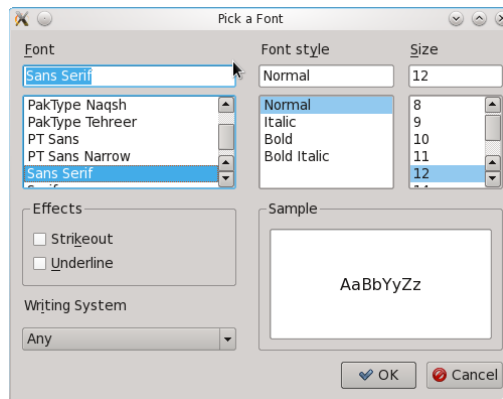 Pick a Font
Font
Font style
Size
Sans Serif
Normal
12
PakType Naqsh
PakType Tehreer
PT Sans
PT Sans Narrow
Sans Serif
Normal
Italic
Bold
Bold Italic
8
9
10
11
12
Effects
Strikeout
Underline
Writing System
Any
Sample
AaBbYyZz
OK
Cancel